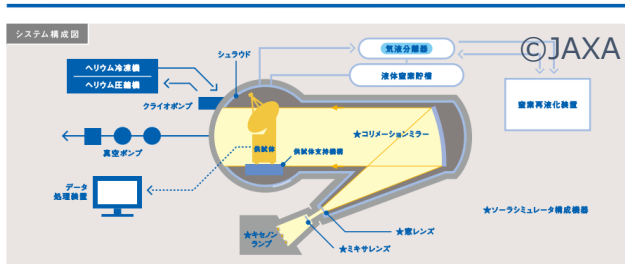 システム構成図
©JAXA
シュラウド
気液分離器
ヘリウム冷凍機
ヘリウム圧縮機
液体窒素貯槽
クライオポンプ
窒素再液化装置
★コリメーションミラー
供試体
供試体支持機構
真空ポンプ
データ
処理装置
★ソーラシミュレータ構成機器
★キセノン
ランプ
★窓レンズ
★ミキサレンズ